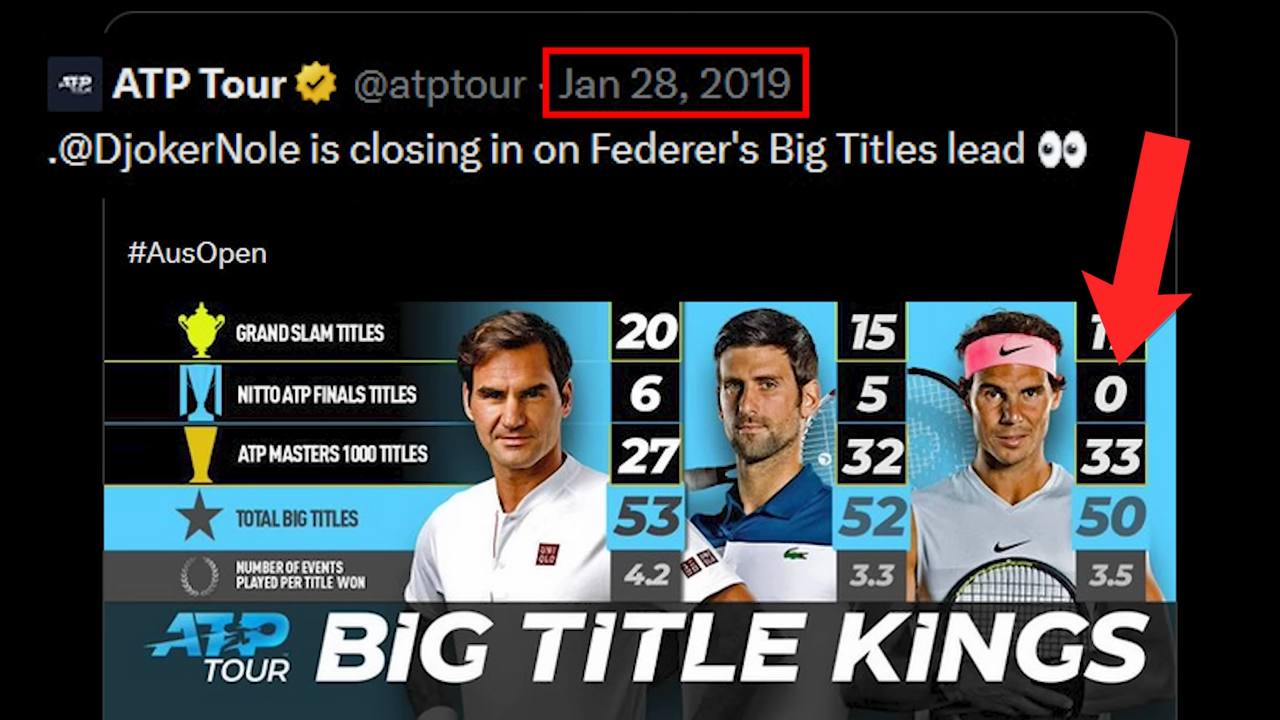 ATP Tour @atptour · Jan 28, 2019
.@DjokerNole is closing in on Federer's Big Titles lead 👀
#AusOpen
GRAND SLAM TITLES 20 15
NITTO ATP FINALS TITLES 6 5 0
ATP MASTERS 1000 TITLES 27 32 33
TOTAL BIG TITLES 53 52 50
NUMBER OF EVENTS
PLAYED PER TITLE WON 4.2 3.3 3.5
UNI
QLO
ATP
TOUR
BiG TiTLE KiNGS